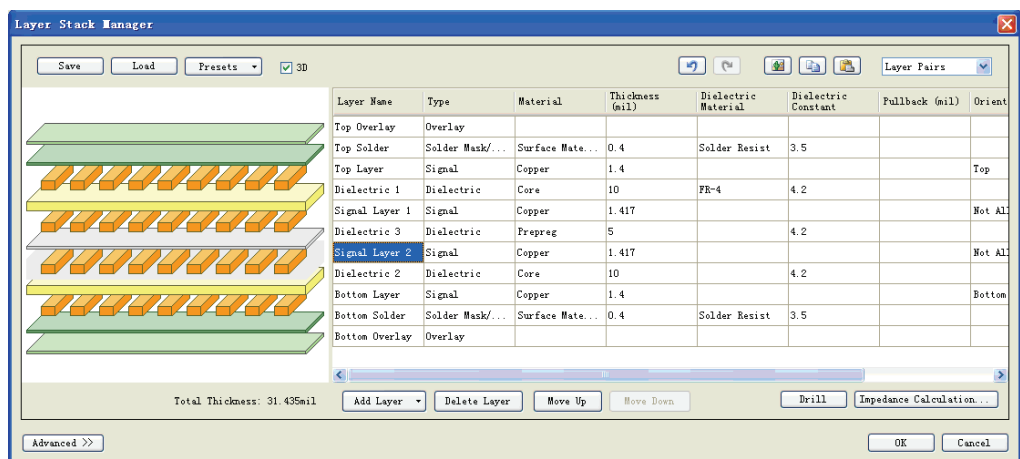 Layer Stack Manager
Save Load Presets 3D Layer Pairs
Layer Name Type Material Thickness (mil) Dielectric Material Dielectric Constant Pullback (mil) Orient
Top Overlay Overlay
Top Solder Solder Mask/... Surface Mate... 0.4 Solder Resist 3.5
Top Layer Signal Copper 1.4 Top
Dielectric 1 Dielectric Core 10 FR-4 4.2
Signal Layer 1 Signal Copper 1.417 Not All
Dielectric 3 Dielectric Prepreg 5 4.2
Signal Layer 2 Signal Copper 1.417 Not All
Dielectric 2 Dielectric Core 10 4.2
Bottom Layer Signal Copper 1.4 Bottom
Bottom Solder Solder Mask/... Surface Mate... 0.4 Solder Resist 3.5
Bottom Overlay Overlay
Total Thickness: 31.435mil Add Layer Delete Layer Move Up Move Down Drill Impedance Calculation...
Advanced >> OK Cancel